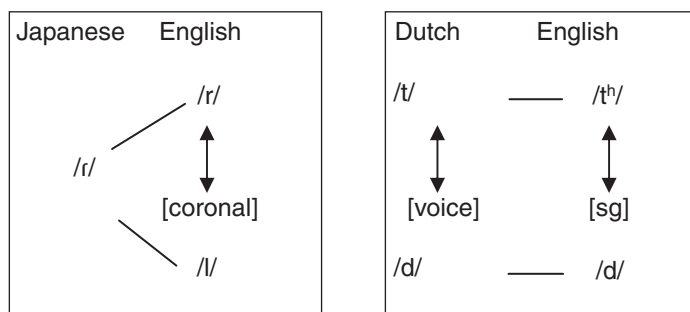 Japanese English
/r/
/ɾ/
[coronal]
/l/
Dutch English
/t/ /tʰ/
[voice] [sg]
/d/ /d/